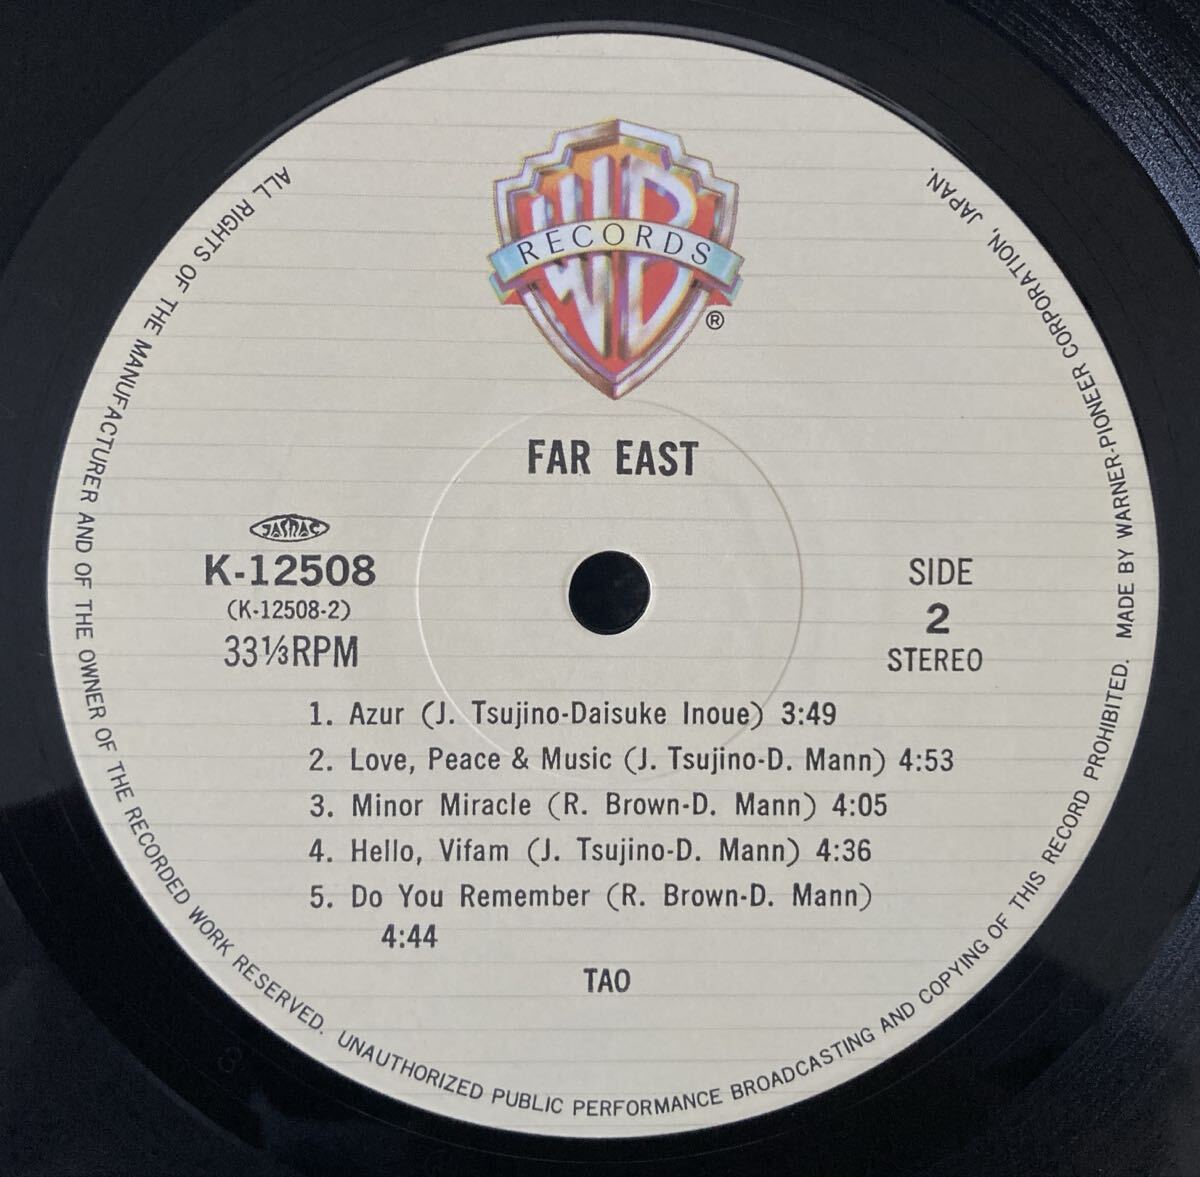 WB
RECORDS
®
FAR EAST
JASRAC
K-12508
(K-12508-2)
33⅓RPM
SIDE
2
STEREO
1. Azur (J. Tsujino-Daisuke Inoue) 3:49
2. Love, Peace & Music (J. Tsujino-D. Mann) 4:53
3. Minor Miracle (R. Brown-D. Mann) 4:05
4. Hello, Vifam (J. Tsujino-D. Mann) 4:36
5. Do You Remember (R. Brown-D. Mann)
4:44
TAO
ALL RIGHTS OF THE MANUFACTURER AND OF THE OWNER OF THE RECORDED WORK RESERVED. UNAUTHORIZED PUBLIC PERFORMANCE BROADCASTING AND COPYING OF THIS RECORD PROHIBITED. MADE BY WARNER-PIONEER CORPORATION, JAPAN.